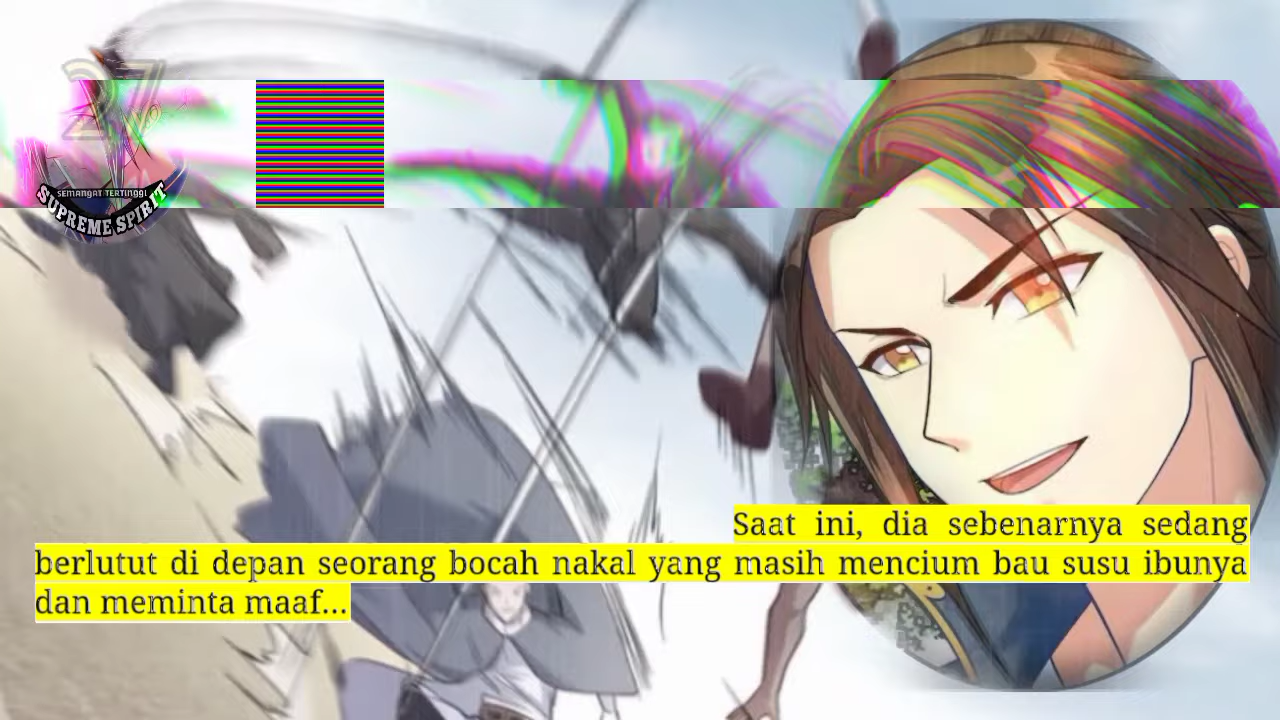 27
SEMANGAT TERTINGGI
SUPREME SPIRIT
Saat ini, dia sebenarnya sedang
berlutut di depan seorang bocah nakal yang masih mencium bau susu ibunya
dan meminta maaf...